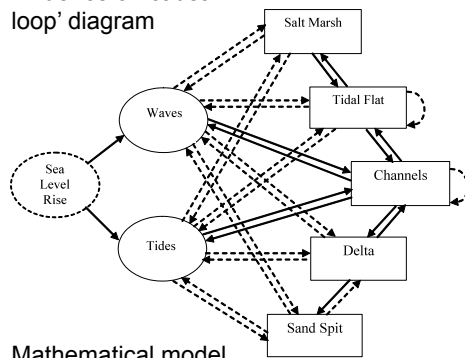 loop’ diagram
Salt Marsh
Waves
Tidal Flat
Sea
Level
Rise
Channels
Tides
Delta
Sand Spit
Mathematical model